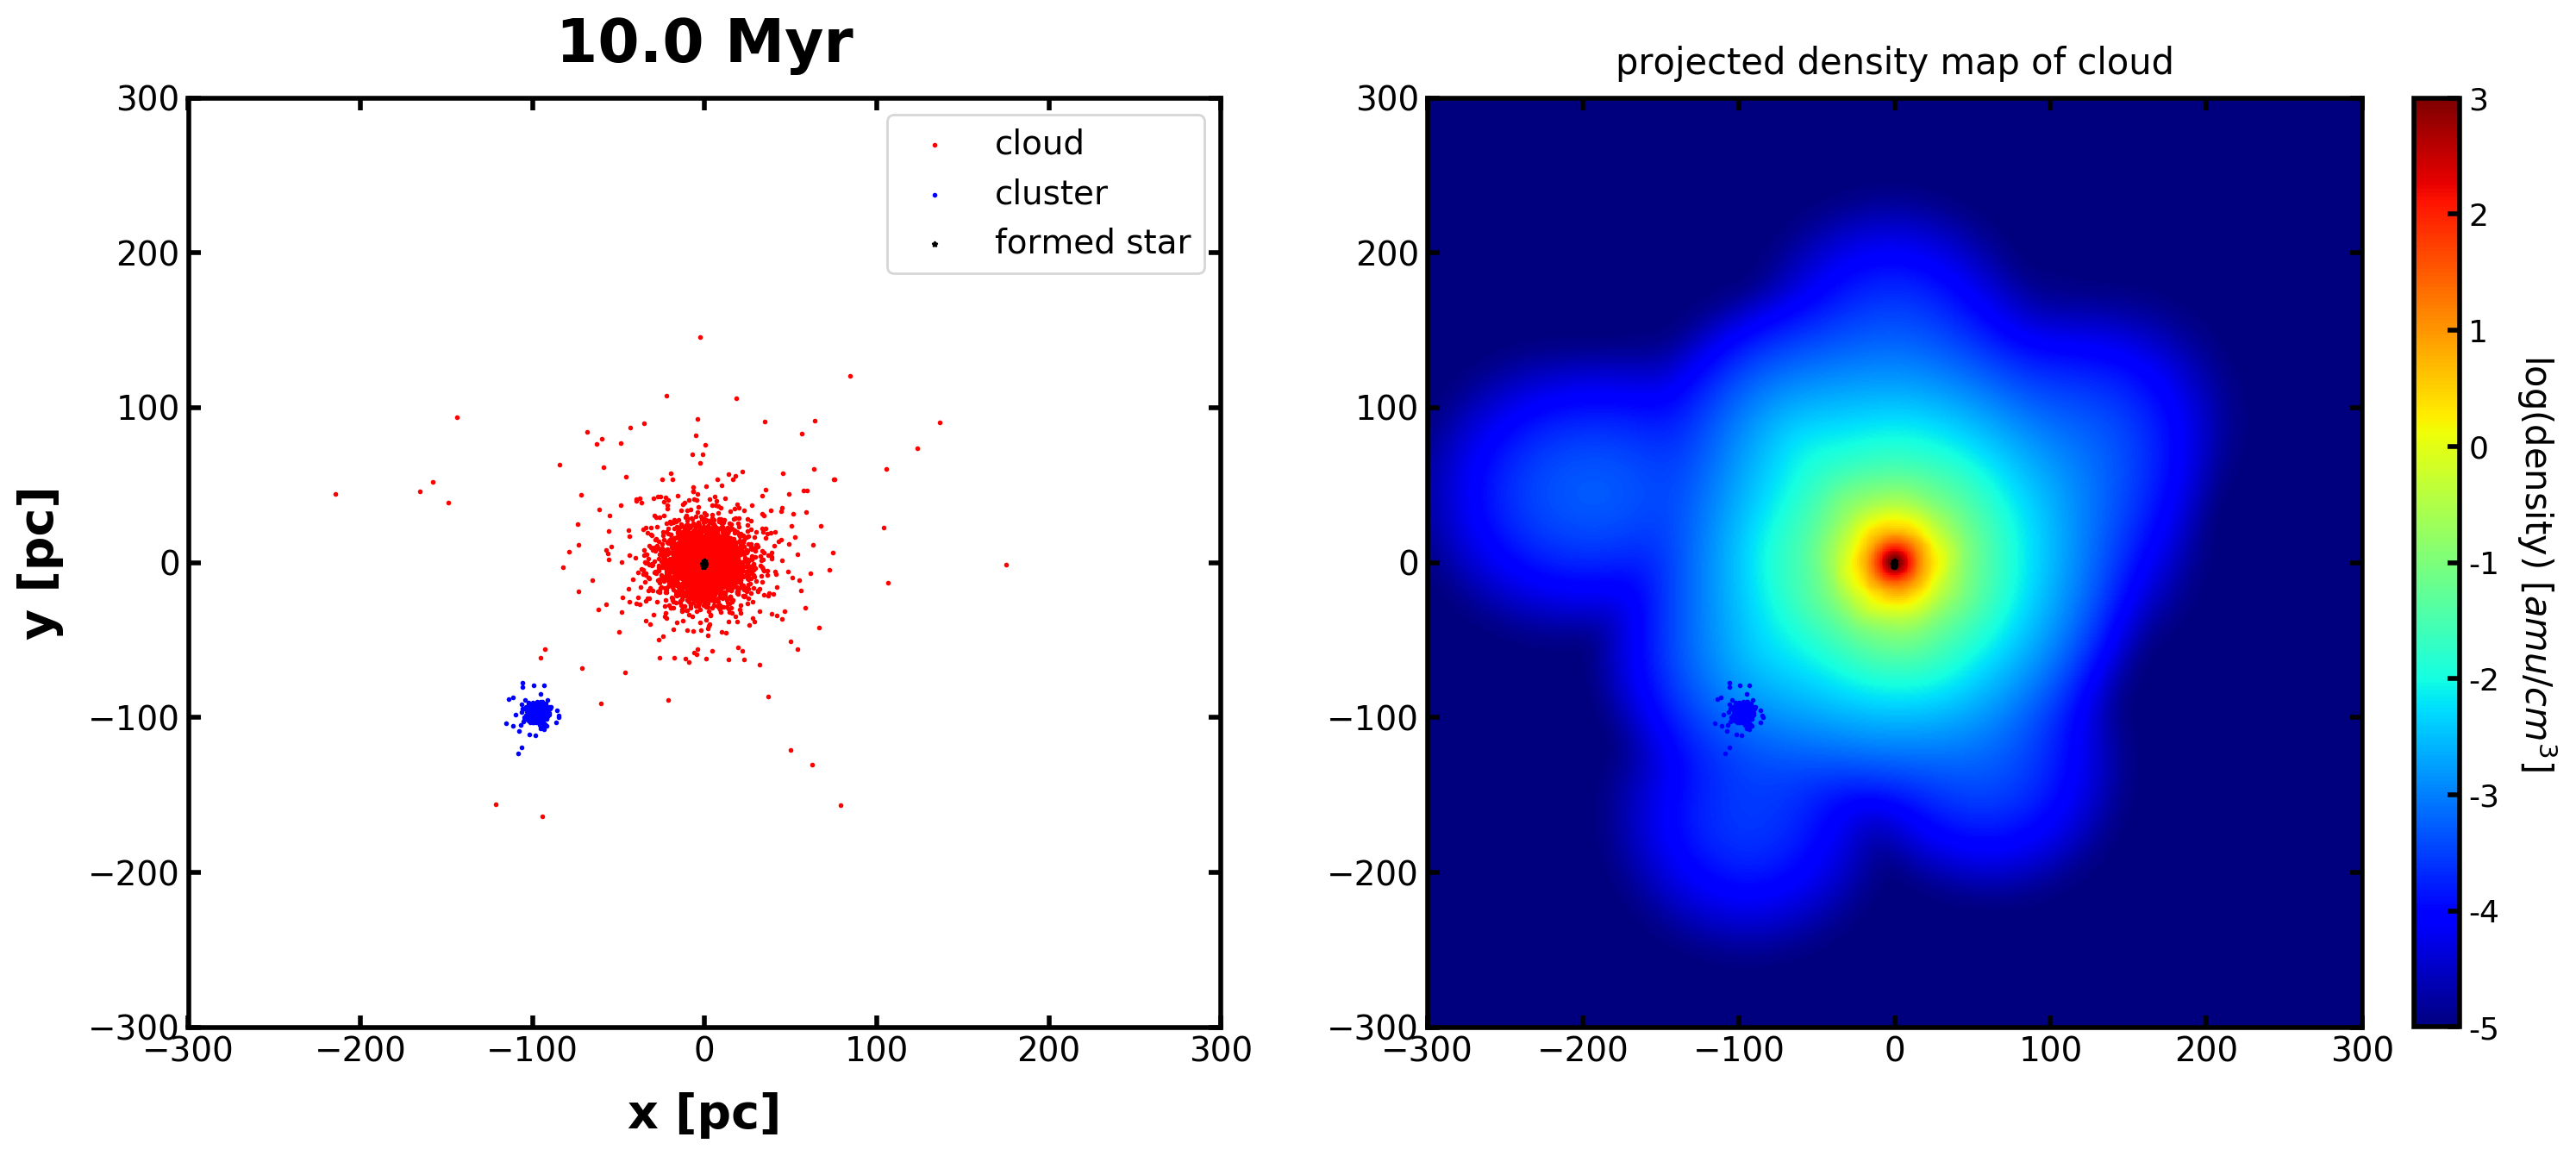 10.0 Myr
300
200
100
0
−100
−200
−300
y [pc]
−300 −200 −100 0 100 200 300
x [pc]
cloud
cluster
formed star
projected density map of cloud
300
200
100
0
−100
−200
−300
−300 −200 −100 0 100 200 300
3
2
1
0
-1
-2
-3
-4
-5
log(density) [amu/cm³]